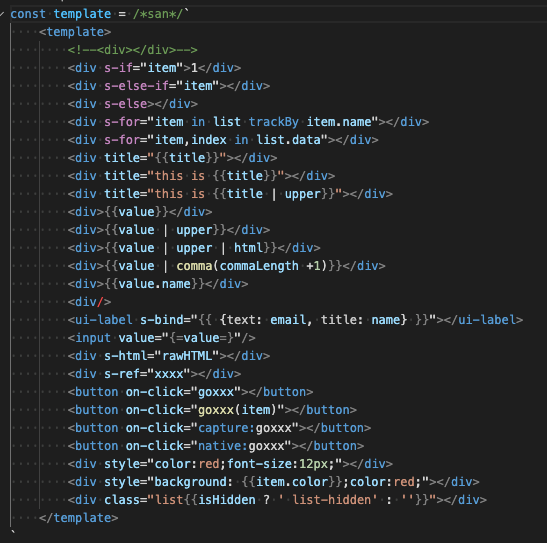 const template = /*san*/`
<template>
<!--<div></div>-->
<div s-if="item">1</div>
<div s-else-if="item"></div>
<div s-else></div>
<div s-for="item in list trackBy item.name"></div>
<div s-for="item,index in list.data"></div>
<div title="{{title}}"></div>
<div title="this is {{title}}"></div>
<div title="this is {{title | upper}}"></div>
<div>{{value}}</div>
<div>{{value | upper}}</div>
<div>{{value | upper | html}}</div>
<div>{{value | comma(commaLength +1)}}</div>
<div>{{value.name}}</div>
<div/>
<ui-label s-bind="{{ {text: email, title: name} }}"></ui-label>
<input value="{=value=}"/>
<div s-html="rawHTML"></div>
<div s-ref="xxxx"></div>
<button on-click="goxxx"></button>
<button on-click="goxxx(item)"></button>
<button on-click="capture:goxxx"></button>
<button on-click="native:goxxx"></button>
<div style="color:red;font-size:12px;"></div>
<div style="background: {{item.color}};color:red;"></div>
<div class="list{{isHidden ? ' list-hidden' : ''}}"></div>
</template>
`